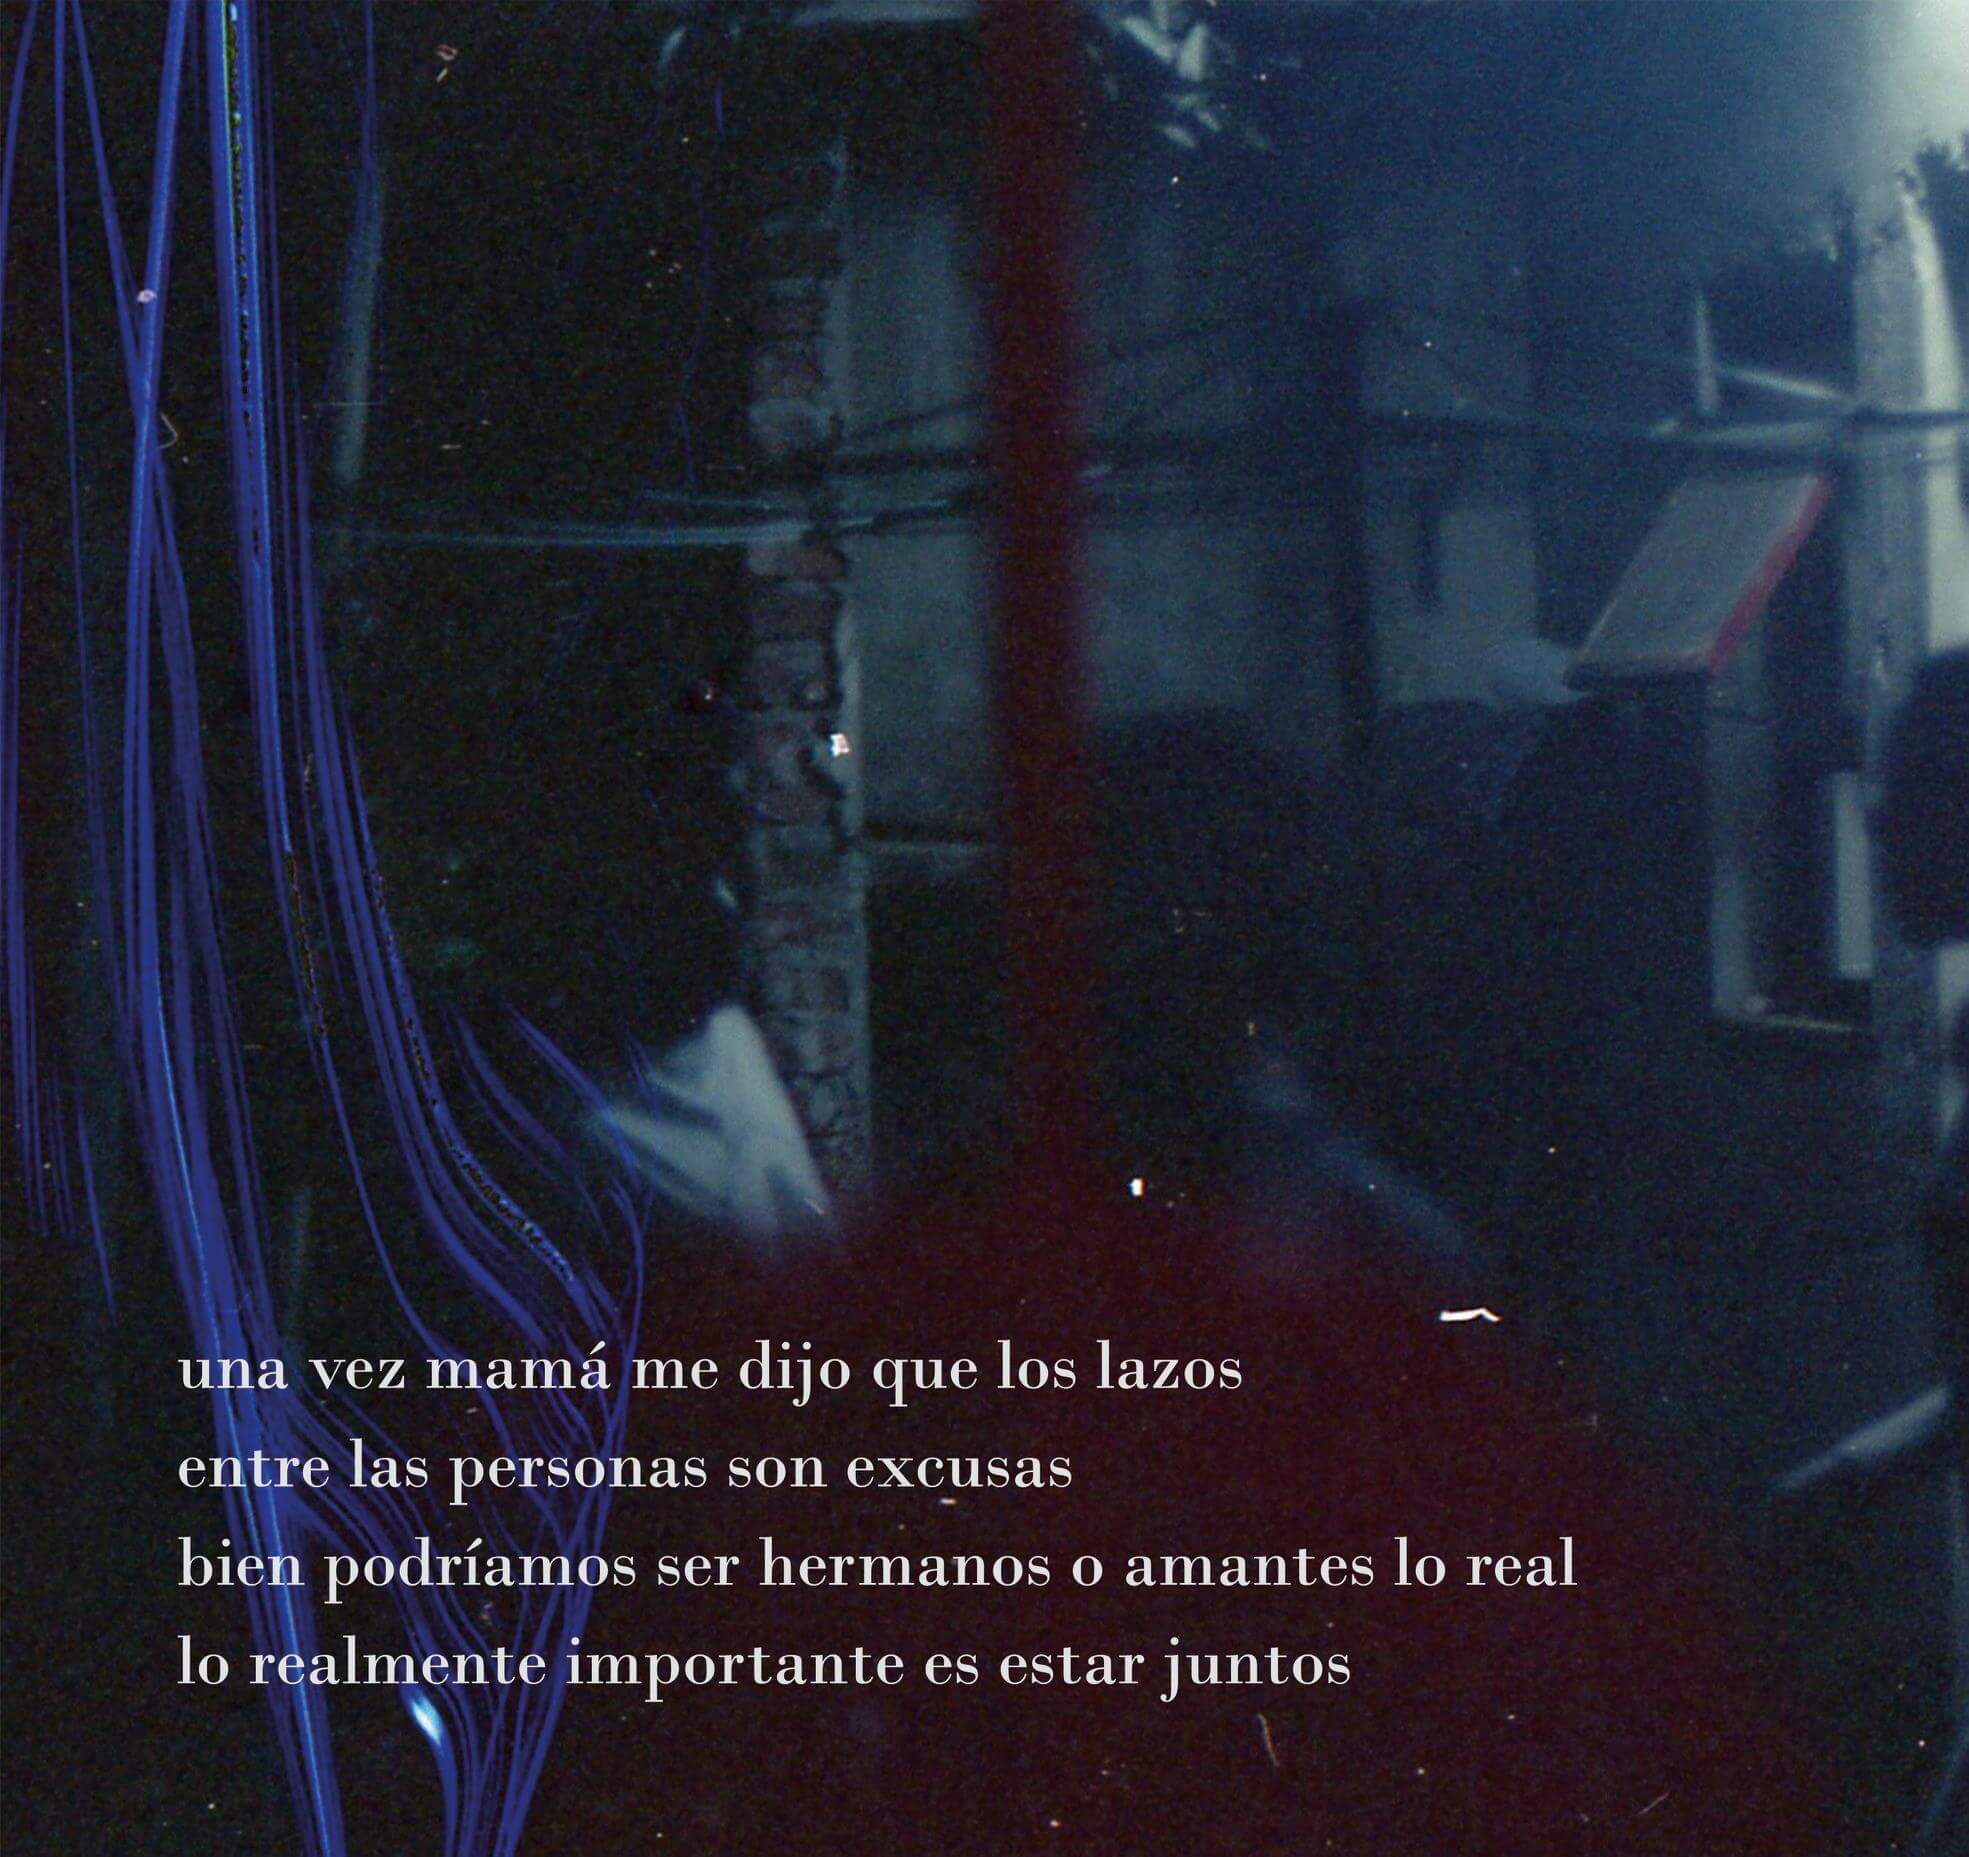 una vez mamá me dijo que los lazos
entre las personas son excusas
bien podríamos ser hermanos o amantes lo real
lo realmente importante es estar juntos